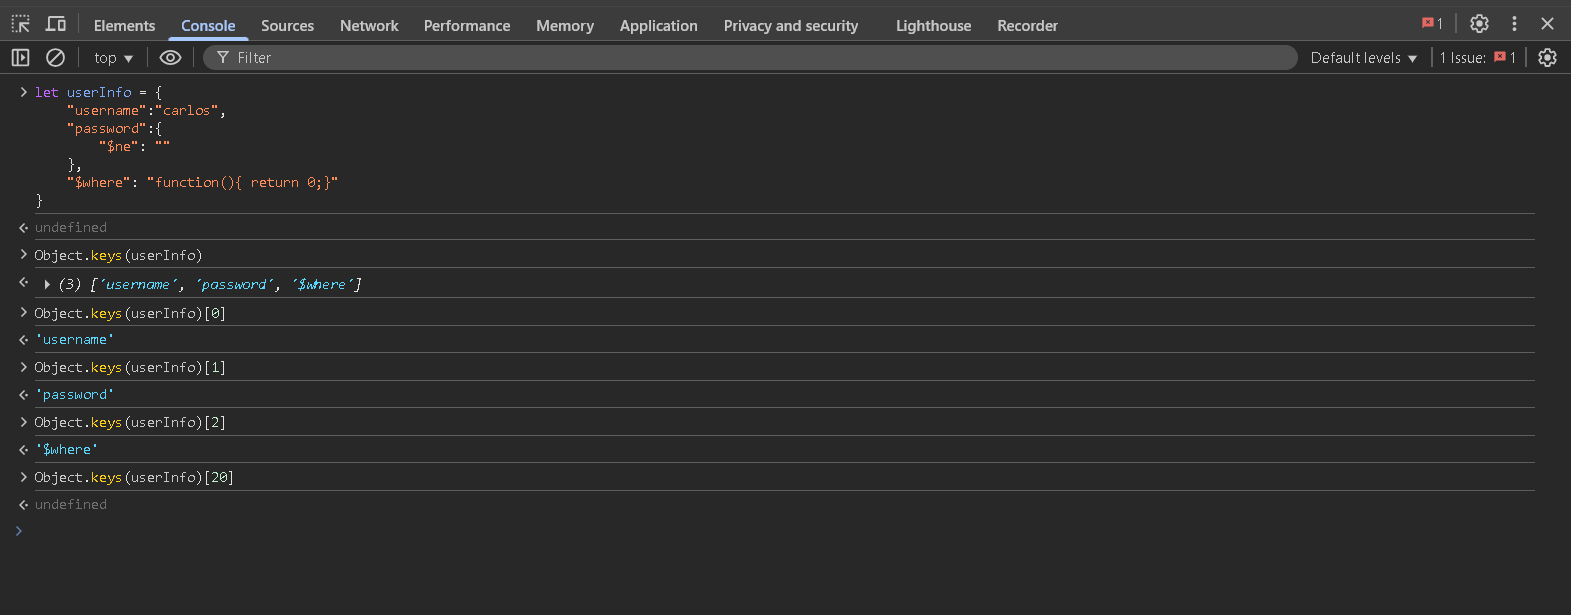 Elements Console Sources Network Performance Memory Application Privacy and security Lighthouse Recorder 1
top Filter Default levels 1 Issue: 1
let userInfo = {
"username":"carlos",
"password":{
"$ne": ""
},
"$where": "function(){ return 0;}"
}
undefined
Object.keys(userInfo)
(3) ['username', 'password', '$where']
Object.keys(userInfo)[0]
'username'
Object.keys(userInfo)[1]
'password'
Object.keys(userInfo)[2]
'$where'
Object.keys(userInfo)[20]
undefined